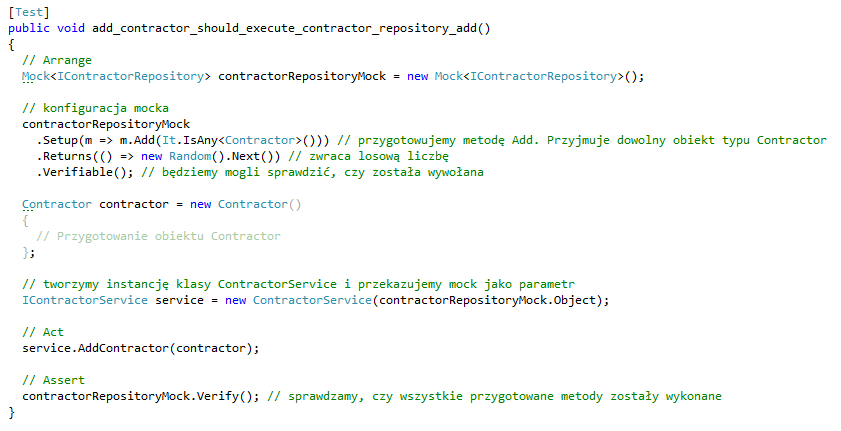 [Test]
public void add_contractor_should_execute_contractor_repository_add()
{
  // Arrange
  Mock<IContractorRepository> contractorRepositoryMock = new Mock<IContractorRepository>();

  // konfiguracja mocka
  contractorRepositoryMock
    .Setup(m => m.Add(It.IsAny<Contractor>())) // przygotowujemy metodę Add. Przyjmuje dowolny obiekt typu Contractor
    .Returns(() => new Random().Next()) // zwraca losową liczbę
    .Verifiable(); // będziemy mogli sprawdzić, czy została wywołana

  Contractor contractor = new Contractor()
  {
    // Przygotowanie obiektu Contractor
  };

  // tworzymy instancję klasy ContractorService i przekazujemy mock jako parametr
  IContractorService service = new ContractorService(contractorRepositoryMock.Object);

  // Act
  service.AddContractor(contractor);

  // Assert
  contractorRepositoryMock.Verify(); // sprawdzamy, czy wszystkie przygotowane metody zostały wykonane
}